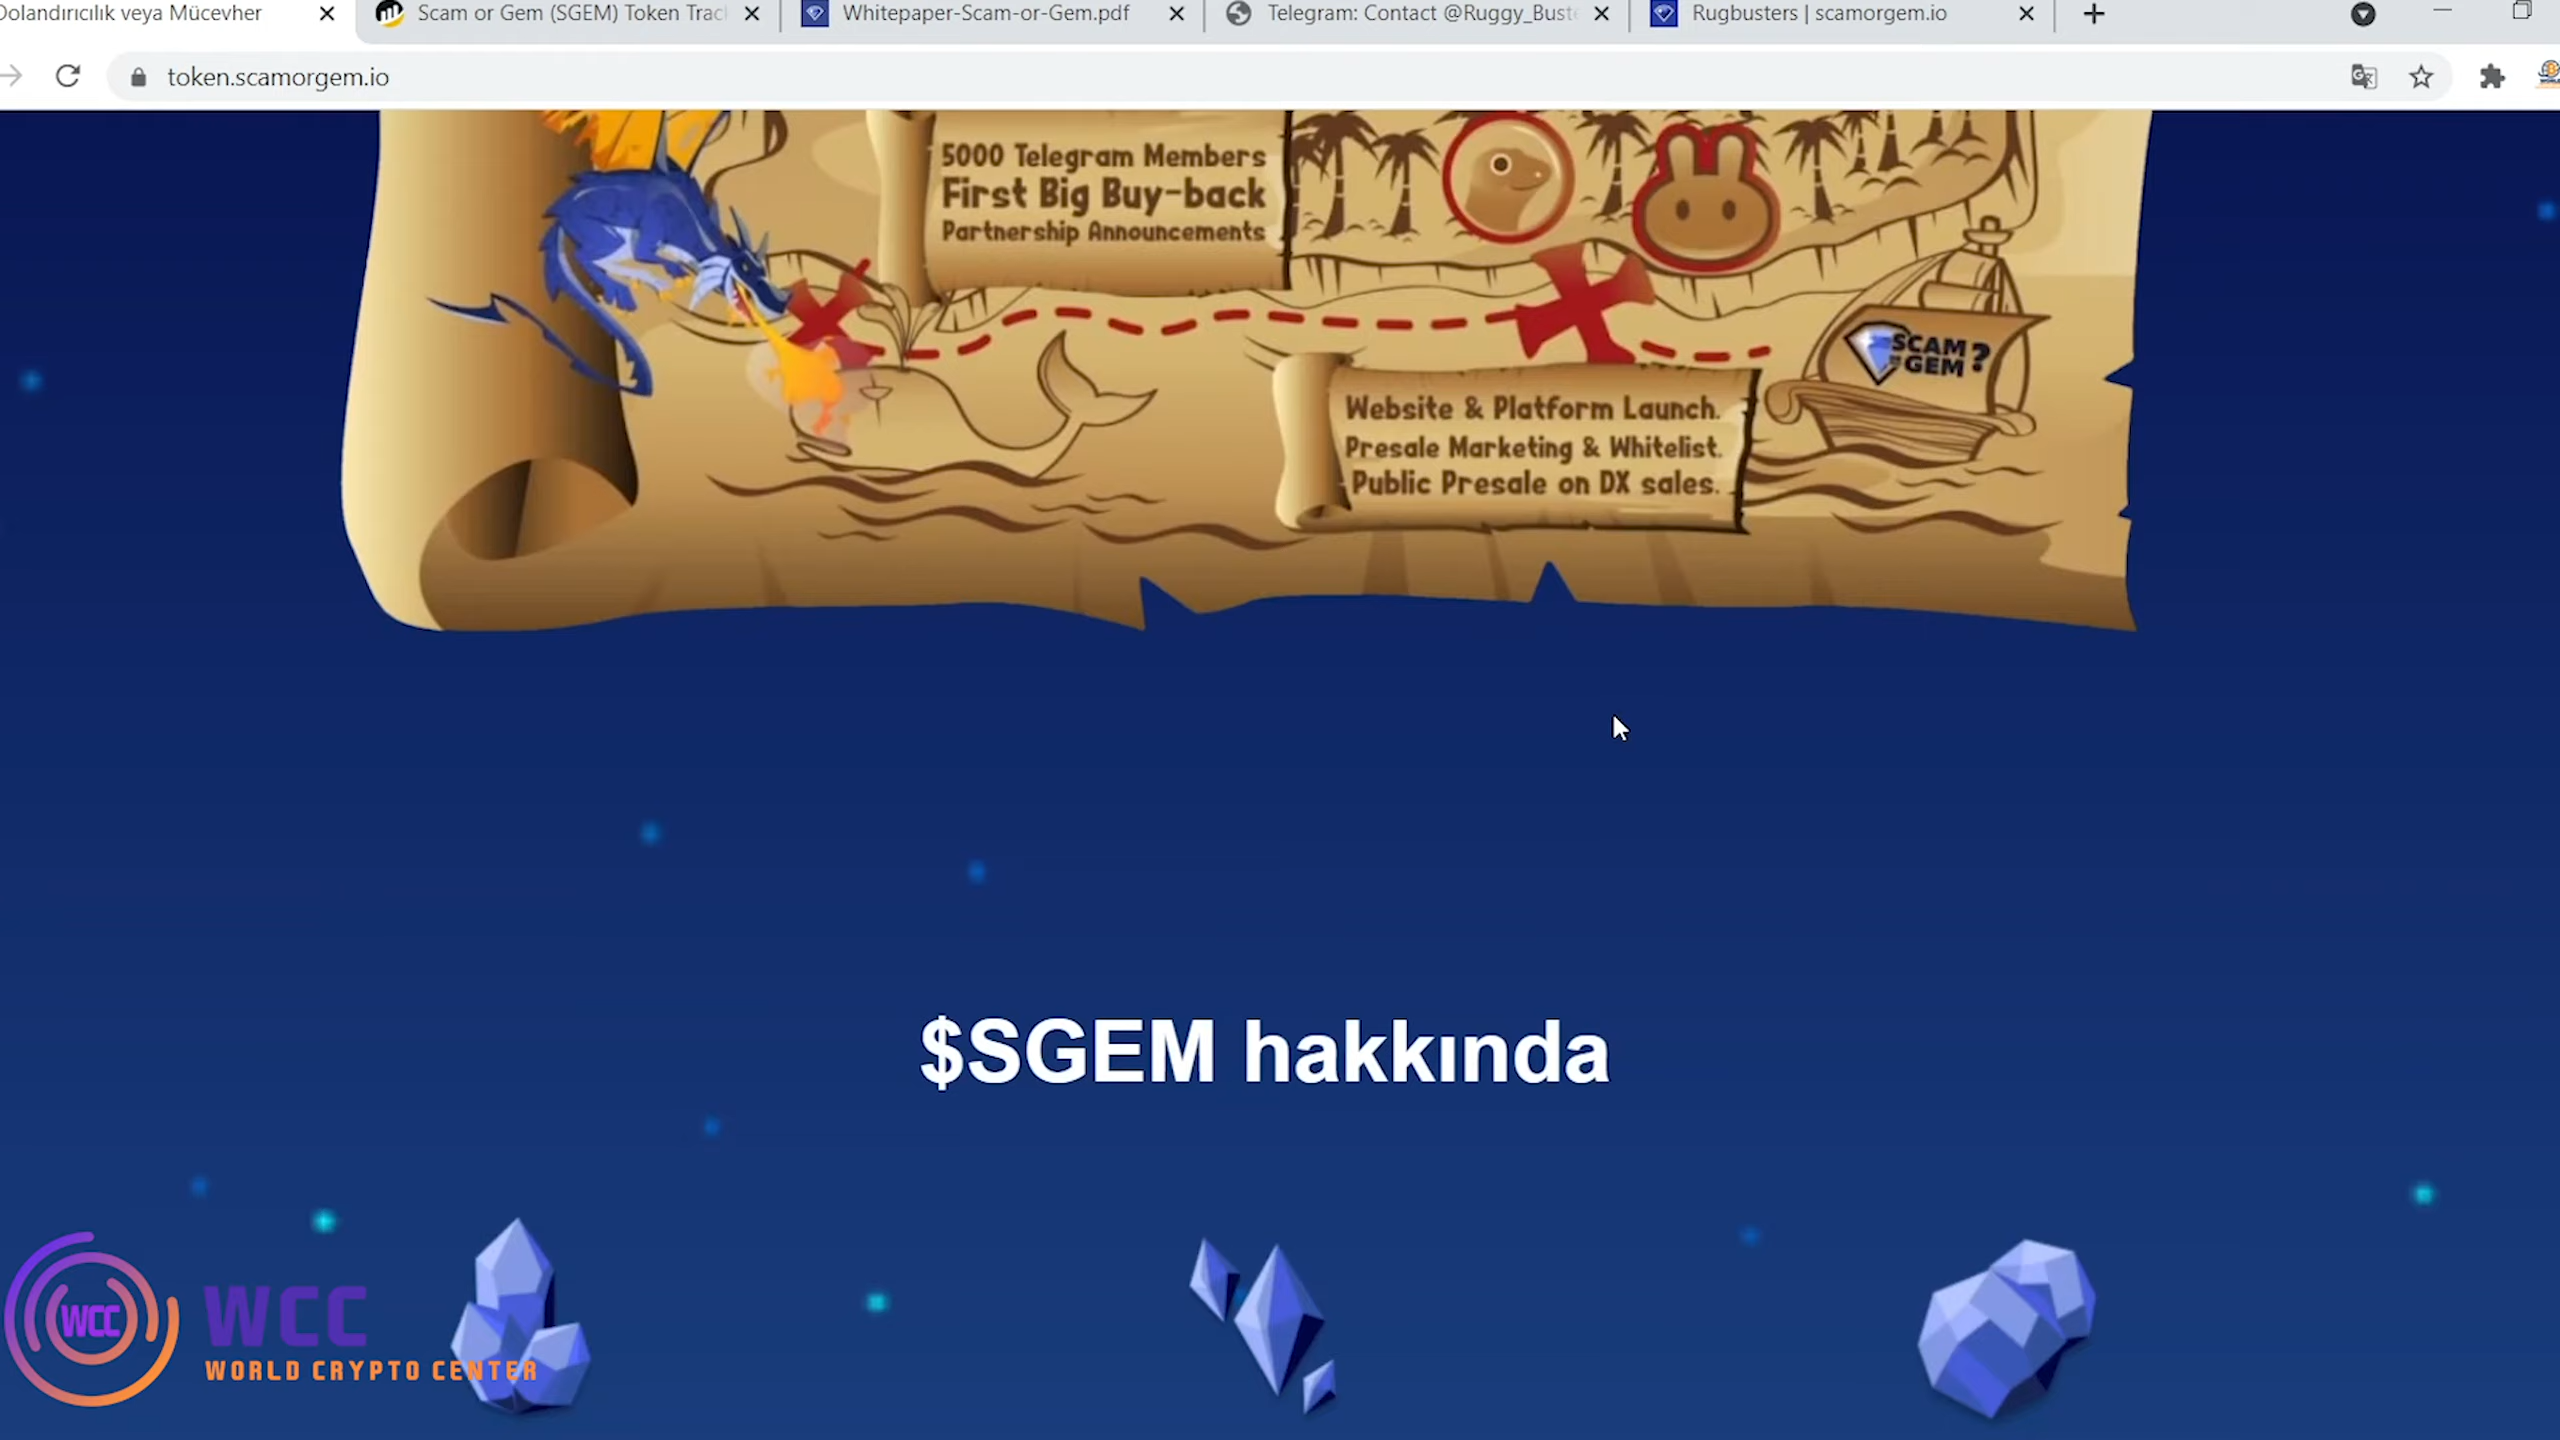 Dolandırıcılık veya Mücevher
Scam or Gem (SGEM) Token Trac
Whitepaper-Scam-or-Gem.pdf
Telegram: Contact @Ruggy_Buste
Rugbusters | scamorgem.io
token.scamorgem.io
5000 Telegram Members
First Big Buy-back
Partnership Announcements
SCAM
OR GEM ?
Website & Platform Launch.
Presale Marketing & Whitelist.
Public Presale on DX sales.
$SGEM hakkında
WCC
WCC
WORLD CRYPTO CENTER